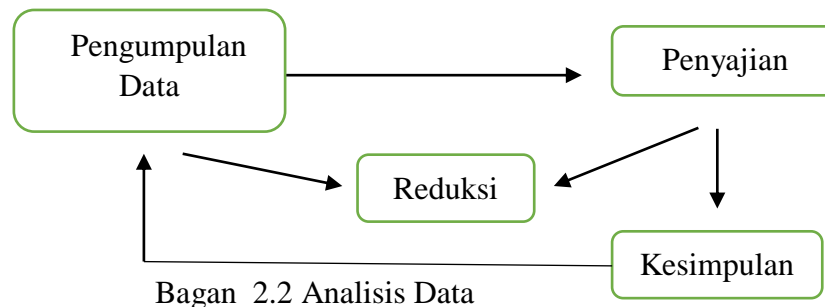 Pengumpulan
Data
Penyajian
Reduksi
Kesimpulan
Bagan 2.2 Analisis Data